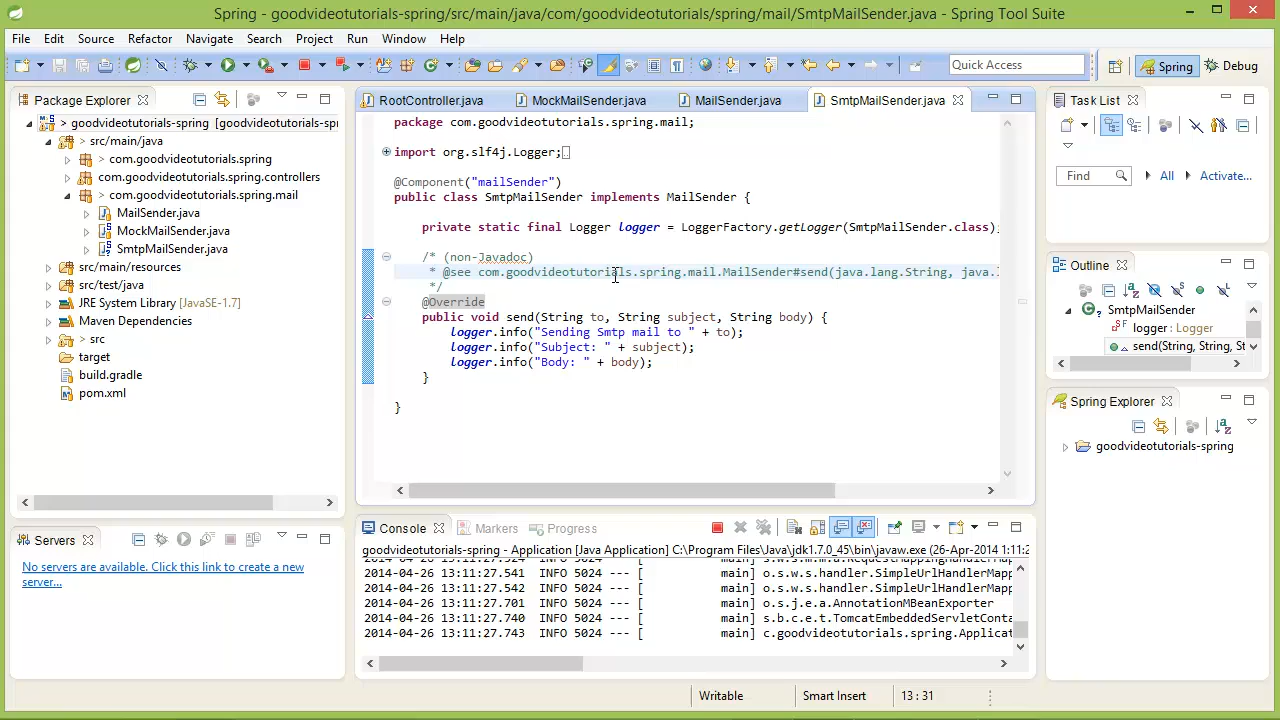 Spring - goodvideotutorials-spring/src/main/java/com/goodvideotutorials/spring/mail/SmtpMailSender.java - Spring Tool Suite
File Edit Source Refactor Navigate Search Project Run Window Help
Quick Access
Spring
Debug
Package Explorer
> goodvideotutorials-spring [goodvideotutorials-spr
> src/main/java
> com.goodvideotutorials.spring
com.goodvideotutorials.spring.controllers
> com.goodvideotutorials.spring.mail
MailSender.java
MockMailSender.java
SmtpMailSender.java
src/main/resources
src/test/java
JRE System Library [JavaSE-1.7]
Maven Dependencies
> src
target
build.gradle
pom.xml
Servers
No servers are available. Click this link to create a new
server...
RootController.java MockMailSender.java MailSender.java SmtpMailSender.java
package com.goodvideotutorials.spring.mail;
import org.slf4j.Logger;
@Component("mailSender")
public class SmtpMailSender implements MailSender {
private static final Logger logger = LoggerFactory.getLogger(SmtpMailSender.class);
/* (non-Javadoc)
* @see com.goodvideotutorials.spring.mail.MailSender#send(java.lang.String, java.
*/
@Override
public void send(String to, String subject, String body) {
logger.info("Sending Smtp mail to " + to);
logger.info("Subject: " + subject);
logger.info("Body: " + body);
}
}
Console Markers Progress
goodvideotutorials-spring - Application [Java Application] C:\Program Files\Java\jdk1.7.0_45\bin\javaw.exe (26-Apr-2014 1:11:2
2014-04-26 13:11:27.541 INFO 5024 --- [ main] o.s.w.s.handler.SimpleUrlHandlerMapp
2014-04-26 13:11:27.542 INFO 5024 --- [ main] o.s.w.s.handler.SimpleUrlHandlerMapp
2014-04-26 13:11:27.701 INFO 5024 --- [ main] o.s.j.e.a.AnnotationMBeanExporter
2014-04-26 13:11:27.740 INFO 5024 --- [ main] s.b.c.e.t.TomcatEmbeddedServletConta
2014-04-26 13:11:27.743 INFO 5024 --- [ main] c.goodvideotutorials.spring.Applicat
Task List
Find All Activate...
Outline
SmtpMailSender
logger : Logger
send(String, String, St
Spring Explorer
goodvideotutorials-spring
Writable Smart Insert 13 : 31